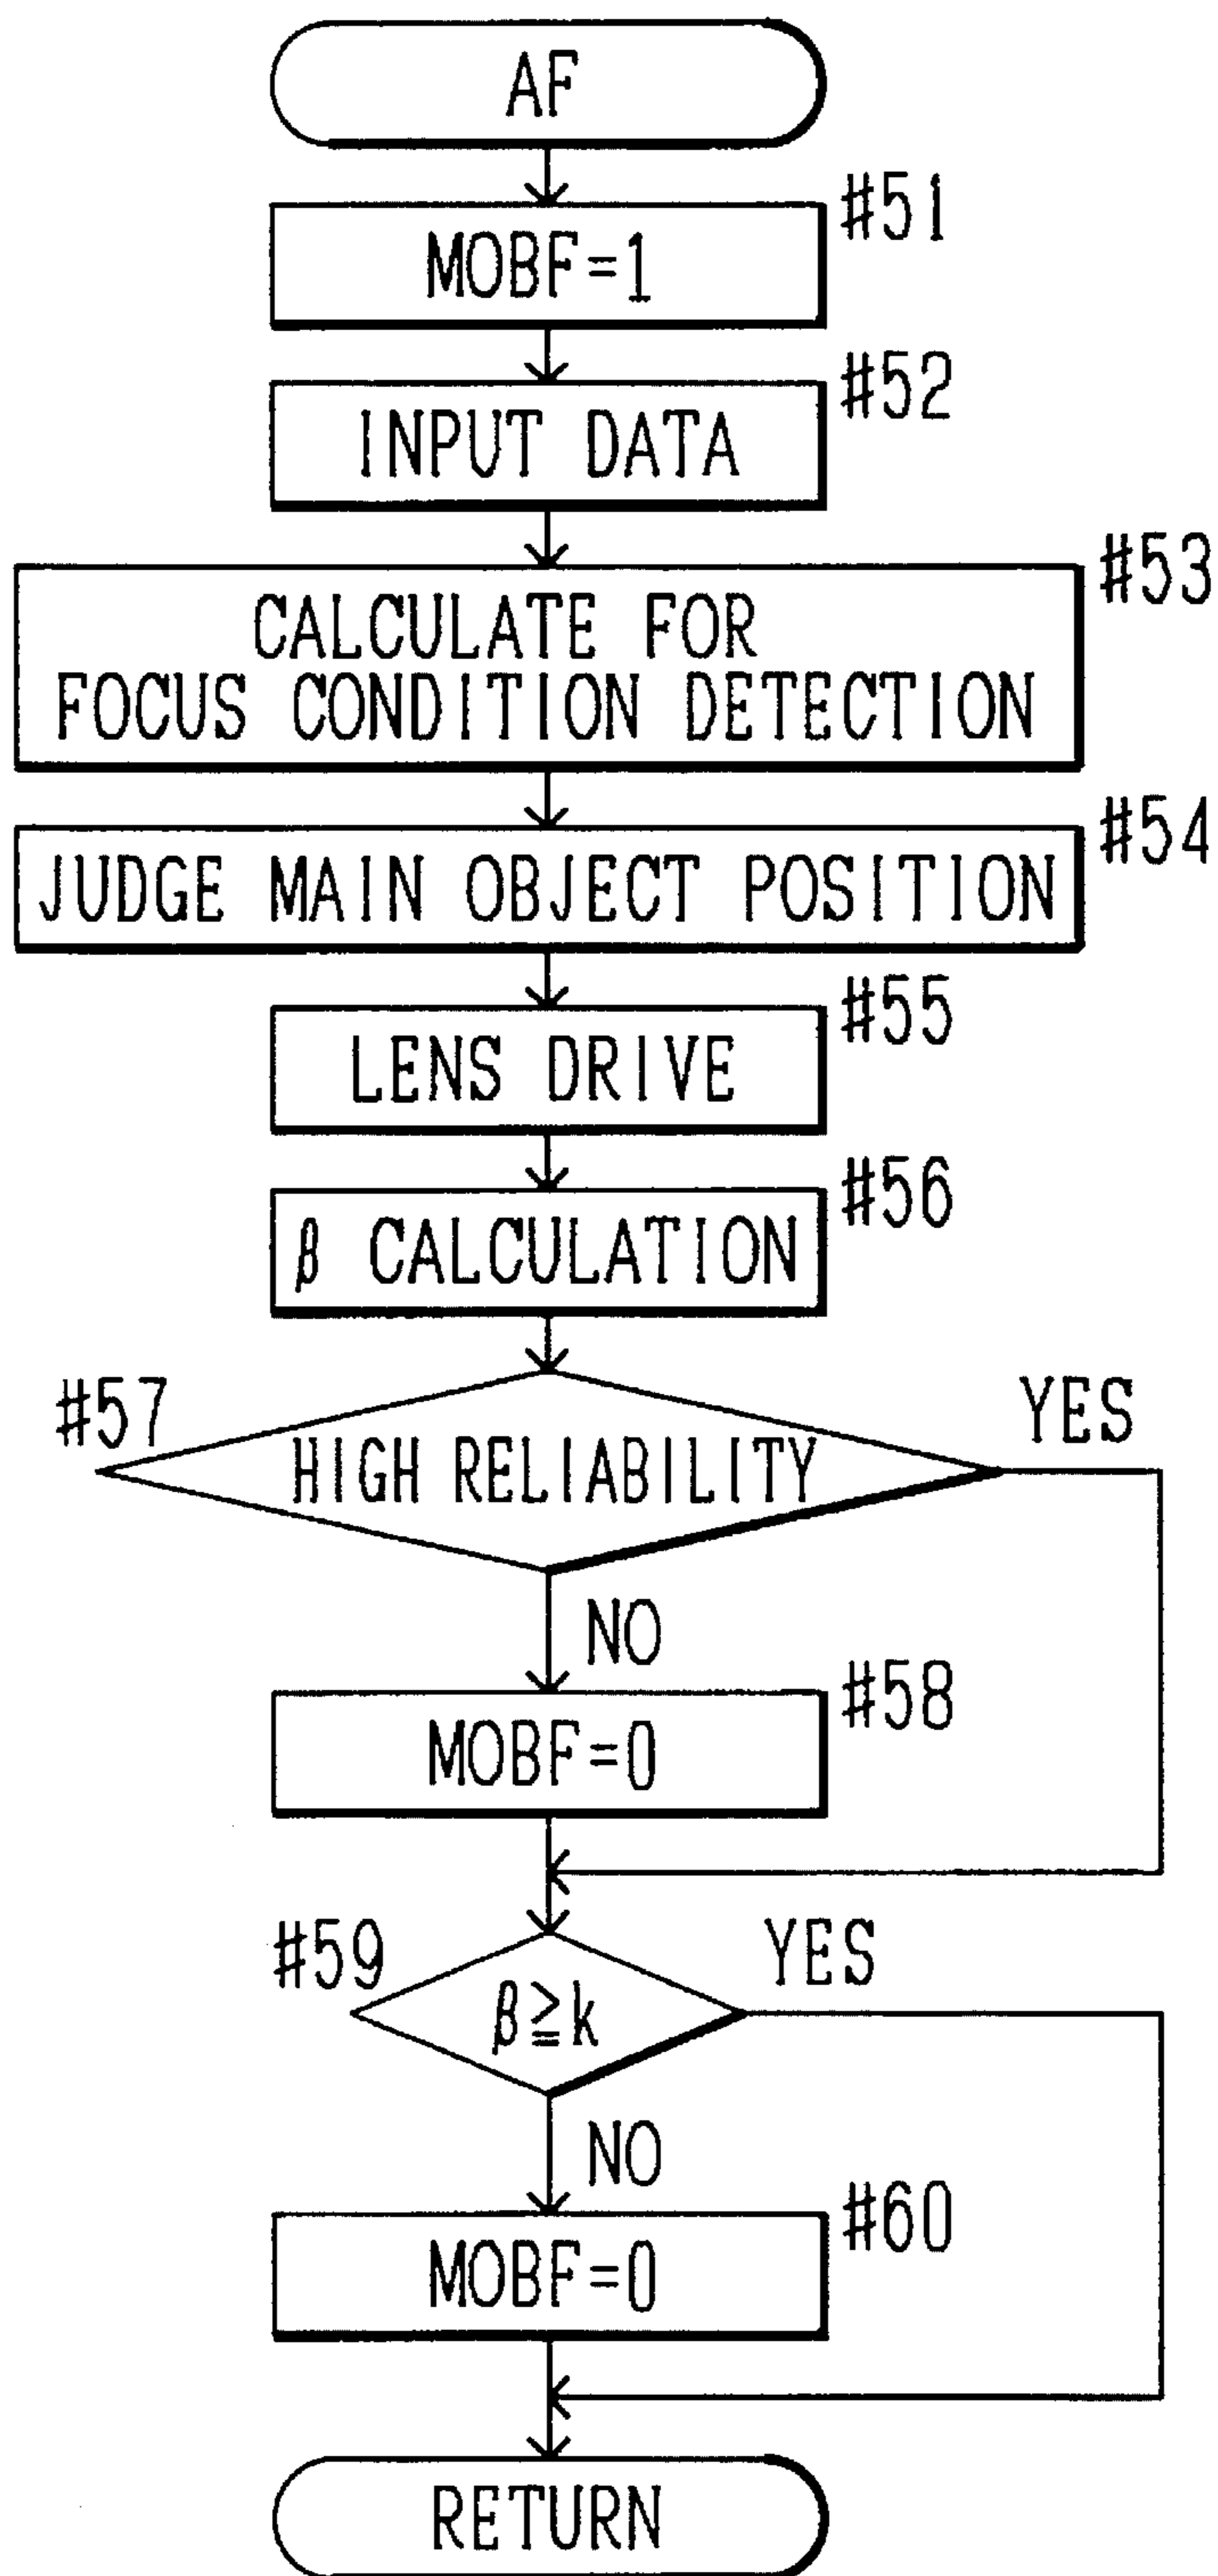 AF
#51
MOBF=1
#52
INPUT DATA
#53
CALCULATE FOR
FOCUS CONDITION DETECTION
#54
JUDGE MAIN OBJECT POSITION
#55
LENS DRIVE
#56
β CALCULATION
#57
HIGH RELIABILITY
YES
NO
#58
MOBF=0
#59
β≧k
YES
NO
#60
MOBF=0
RETURN